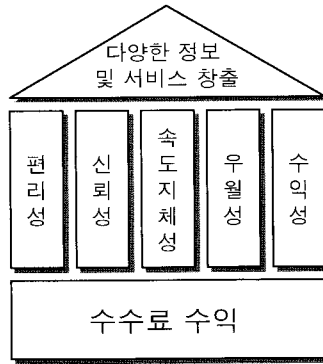 다양한 정보
및 서비스 창출
편리성
신뢰성
속도지체성
우월성
수익성
수수료 수익